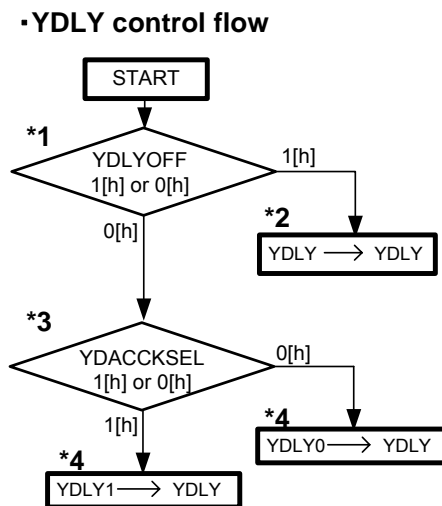 ・YDLY control flow
START
*1
YDLYOFF
1[h] or 0[h]
1[h]
*2
0[h]
YDLY → YDLY
*3
YDACCKSEL
1[h] or 0[h]
0[h]
1[h]
*4
YDLY0 → YDLY
*4
YDLY1 → YDLY